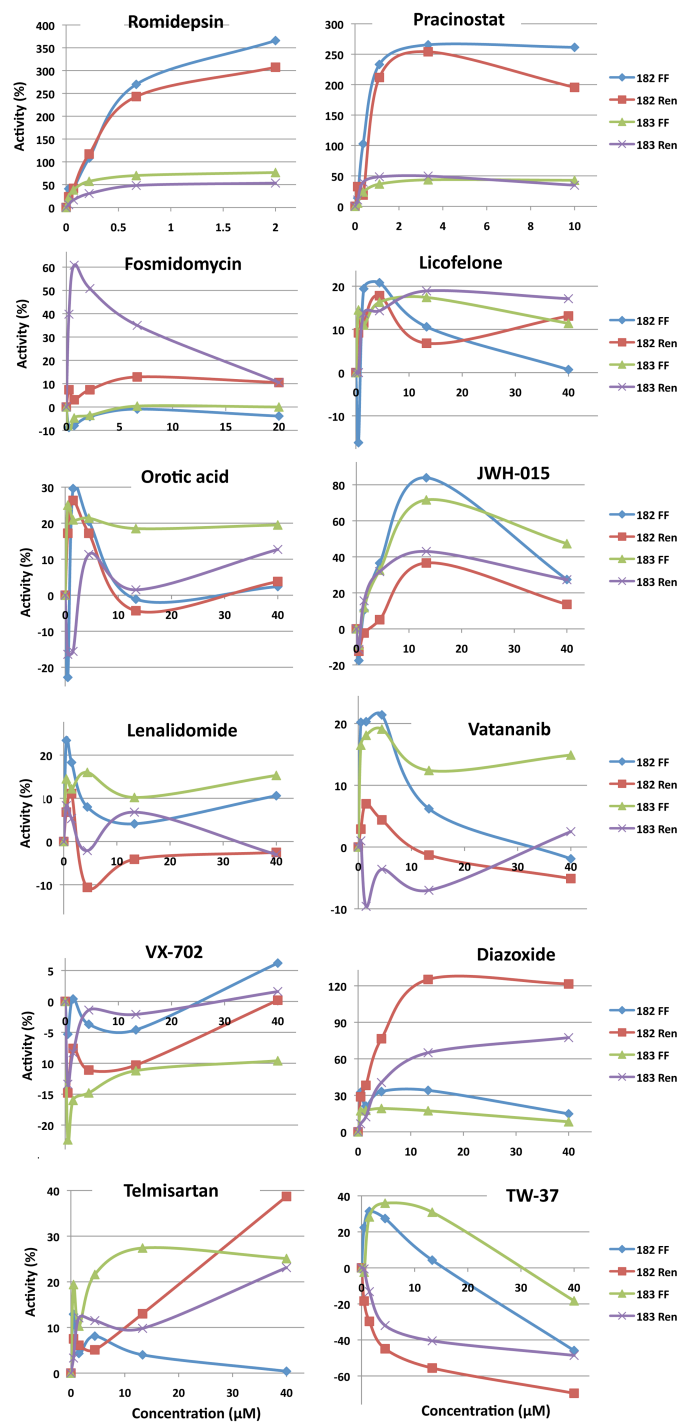 Romidepsin
Activity (%)
400
350
300
250
200
150
100
50
0
0 0.5 1 1.5 2
Pracinostat
300
250
200
150
100
50
0
0 2 4 6 8 10
182 FF
182 Ren
183 FF
183 Ren
Fosmidomycin
Activity (%)
60
50
40
30
20
10
0
-10
0 5 10 15 20
Licofelone
20
10
0
-10
0 10 20 30 40
182 FF
182 Ren
183 FF
183 Ren
Orotic acid
Activity (%)
30
20
10
0
-10
-20
0 10 20 30 40
JWH-015
80
60
40
20
0
-20
0 10 20 30 40
182 FF
182 Ren
183 FF
183 Ren
Lenalidomide
Activity (%)
20
10
0
-10
0 10 20 30 40
Vatananib
20
10
0
-10
0 10 20 30 40
182 FF
182 Ren
183 FF
183 Ren
VX-702
Activity (%)
5
0
-5
-10
-15
-20
0 10 20 30 40
Diazoxide
120
90
60
30
0
0 10 20 30 40
182 FF
182 Ren
183 FF
183 Ren
Telmisartan
Activity (%)
40
30
20
10
0
0 10 20 30 40
Concentration (μM)
TW-37
40
20
0
-20
-40
-60
0 10 20 30 40
182 FF
182 Ren
183 FF
183 Ren
Concentration (μM)